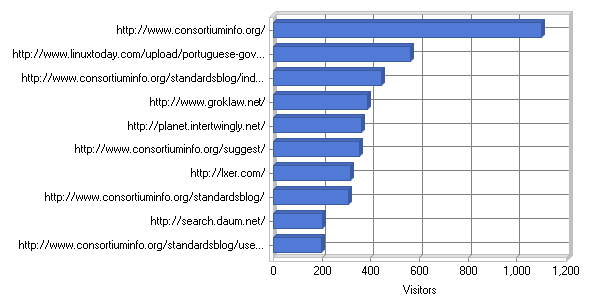 http://www.consortiuminfo.org/
http://www.linuxtoday.com/upload/portuguese-gov...
http://www.consortiuminfo.org/standardsblog/ind...
http://www.groklaw.net/
http://planet.intertwingly.net/
http://www.consortiuminfo.org/suggest/
http://lxer.com/
http://www.consortiuminfo.org/standardsblog/
http://search.daum.net/
http://www.consortiuminfo.org/standardsblog/use...
0 200 400 600 800 1,000 1,200
Visitors